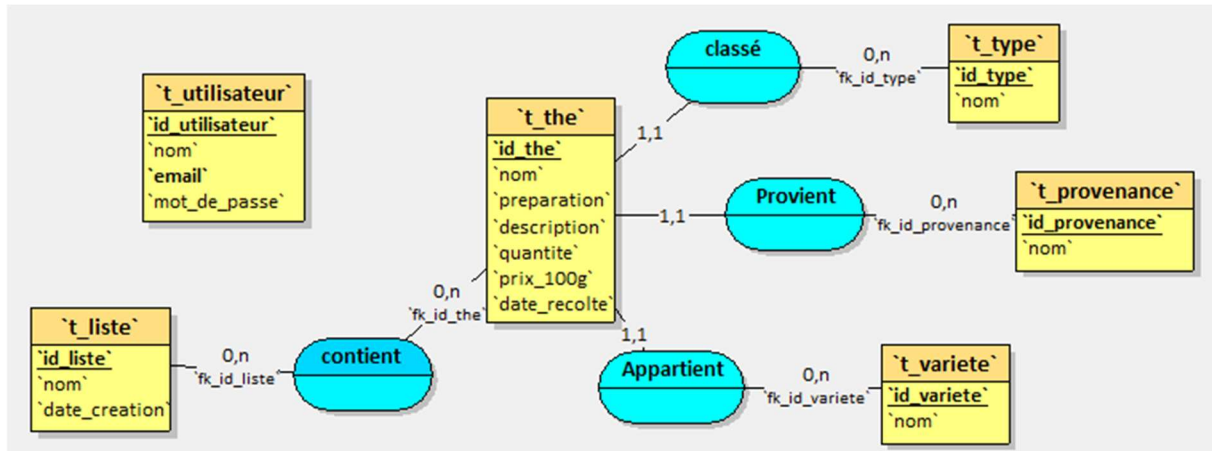 `t_utilisateur`
`id_utilisateur`
`nom`
`email`
`mot_de_passe`
`t_the`
`id_the`
`nom`
`preparation`
`description`
`quantite`
`prix_100g`
`date_recolte`
classé
0,n
`fk_id_type`
1,1
`t_type`
`id_type`
`nom`
Provient
1,1
0,n
`fk_id_provenance`
`t_provenance`
`id_provenance`
`nom`
`t_liste`
`id_liste`
`nom`
`date_creation`
0,n
`fk_id_liste`
contient
0,n
`fk_id_the`
1,1
Appartient
0,n
`fk_id_variete`
`t_variete`
`id_variete`
`nom`